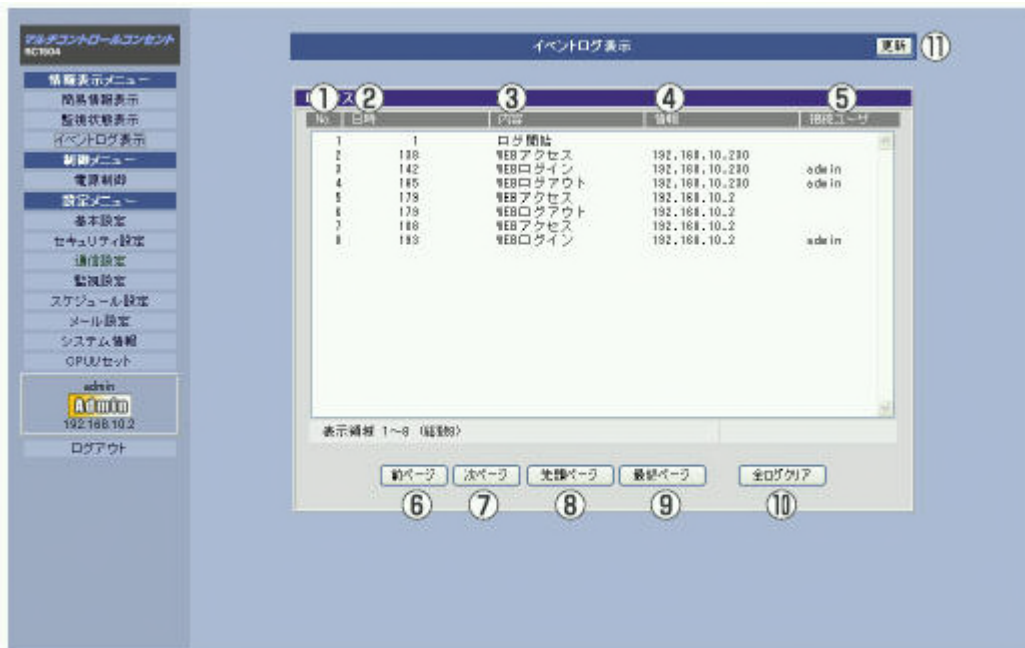 マルチコントロールコンセント
RC1504
情報表示メニュー
簡易情報表示
監視状態表示
イベントログ表示
制御メニュー
電源制御
設定メニュー
基本設定
セキュリティ設定
通信設定
監視設定
スケジュール設定
メール設定
システム情報
CPUリセット
admin
Admin
192.168.10.2
ログアウト
イベントログ表示 更新 ⑪
① ② ③ ④ ⑤
No. 日時 内容 情報 接続ユーザ
1 1 ログ開始
2 138 WEBアクセス 192.168.10.200
3 142 WEBログイン 192.168.10.200 admin
4 165 WEBログアウト 192.168.10.200 admin
5 179 WEBアクセス 192.168.10.2
6 179 WEBログアウト 192.168.10.2
7 188 WEBアクセス 192.168.10.2
8 193 WEBログイン 192.168.10.2 admin
表示領域 1～8 (総数8)
前ページ 次ページ 先頭ページ 最終ページ 全ログクリア
⑥ ⑦ ⑧ ⑨ ⑩